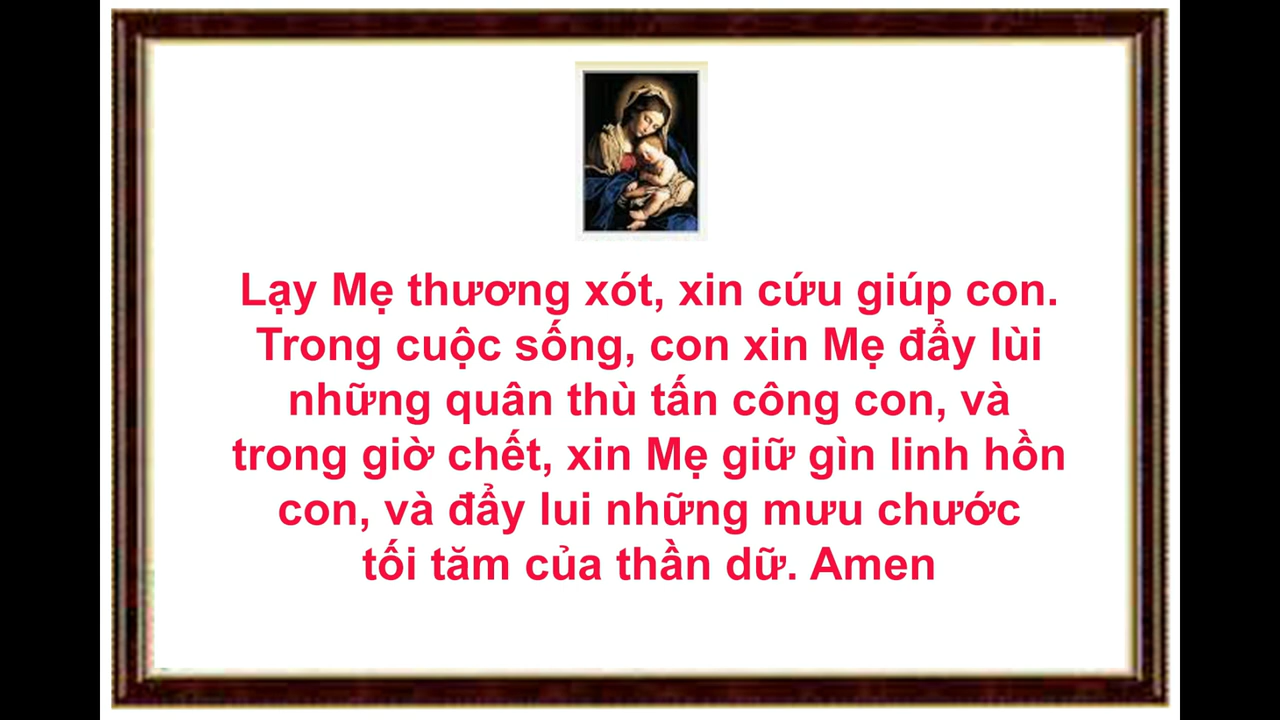 Lạy Mẹ thương xót, xin cứu giúp con.
Trong cuộc sống, con xin Mẹ đẩy lùi
những quân thù tấn công con, và
trong giờ chết, xin Mẹ giữ gìn linh hồn
con, và đẩy lui những mưu chước
tối tăm của thần dữ. Amen